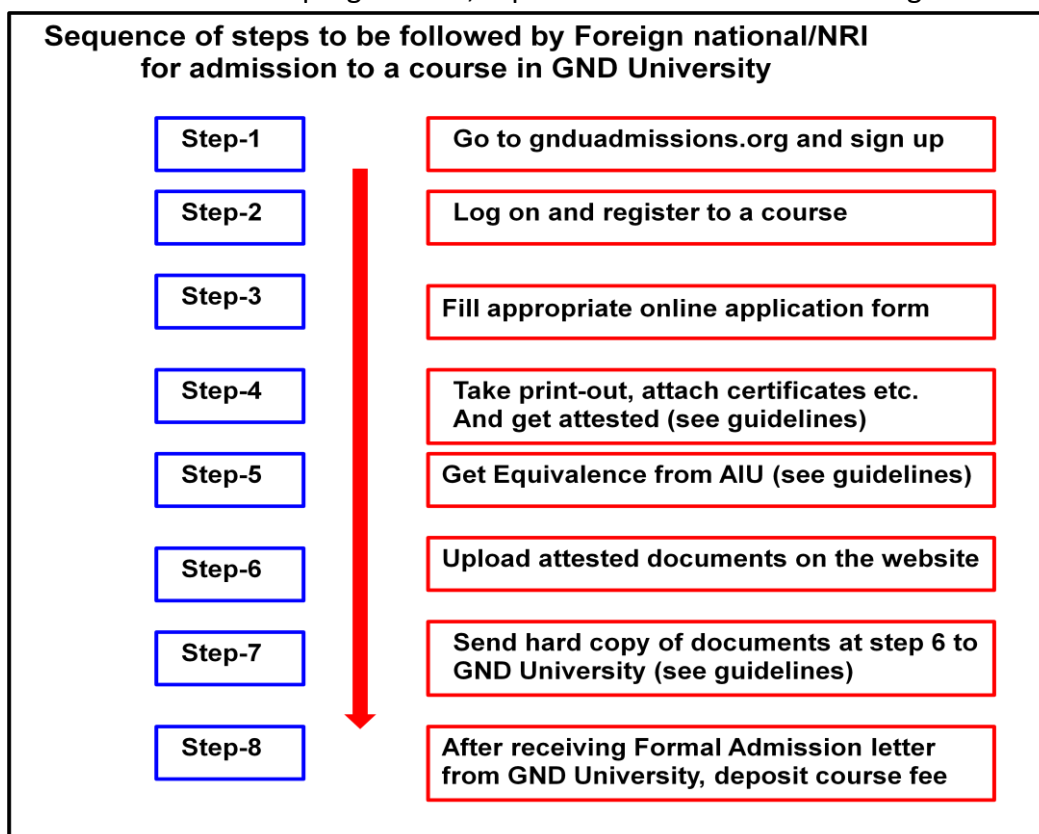 Sequence of steps to be followed by Foreign national/NRI
for admission to a course in GND University
Step-1
Go to gnduadmissions.org and sign up
Step-2
Log on and register to a course
Step-3
Fill appropriate online application form
Step-4
Take print-out, attach certificates etc.
And get attested (see guidelines)
Step-5
Get Equivalence from AIU (see guidelines)
Step-6
Upload attested documents on the website
Step-7
Send hard copy of documents at step 6 to
GND University (see guidelines)
Step-8
After receiving Formal Admission letter
from GND University, deposit course fee